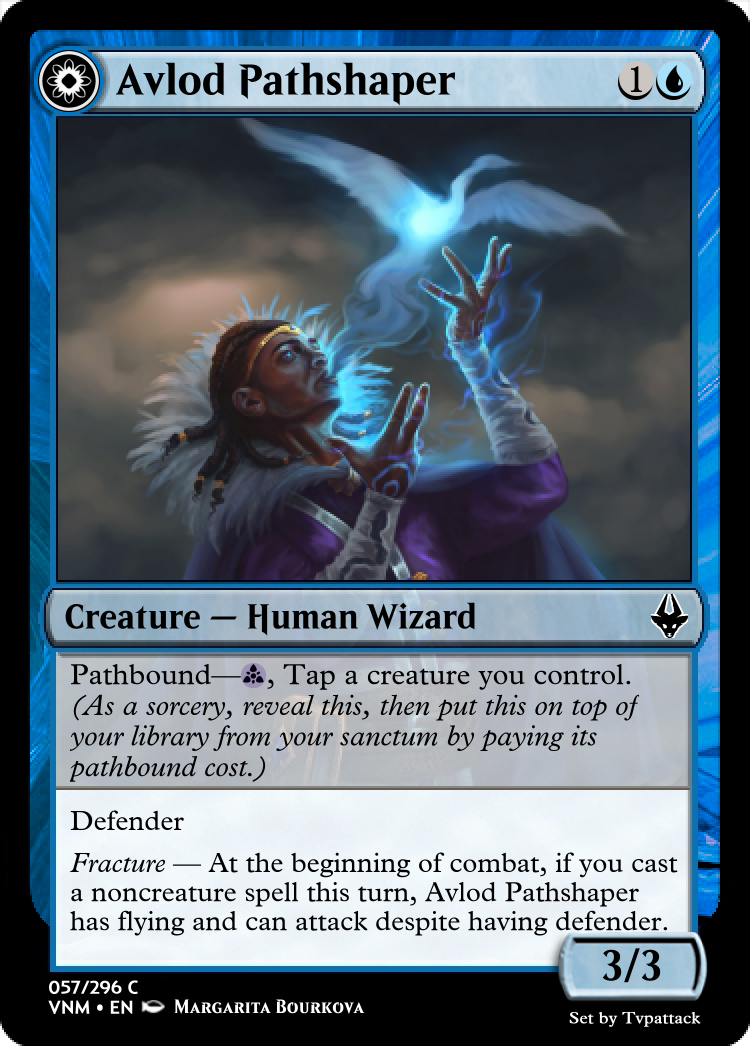 Avlod Pathshaper 1
Creature — Human Wizard
Pathbound—, Tap a creature you control.
(As a sorcery, reveal this, then put this on top of
your library from your sanctum by paying its
pathbound cost.)
Defender
Fracture — At the beginning of combat, if you cast
a noncreature spell this turn, Avlod Pathshaper
has flying and can attack despite having defender.
3/3
057/296 C
VNM • EN MARGARITA BOURKOVA
Set by Tvpattack